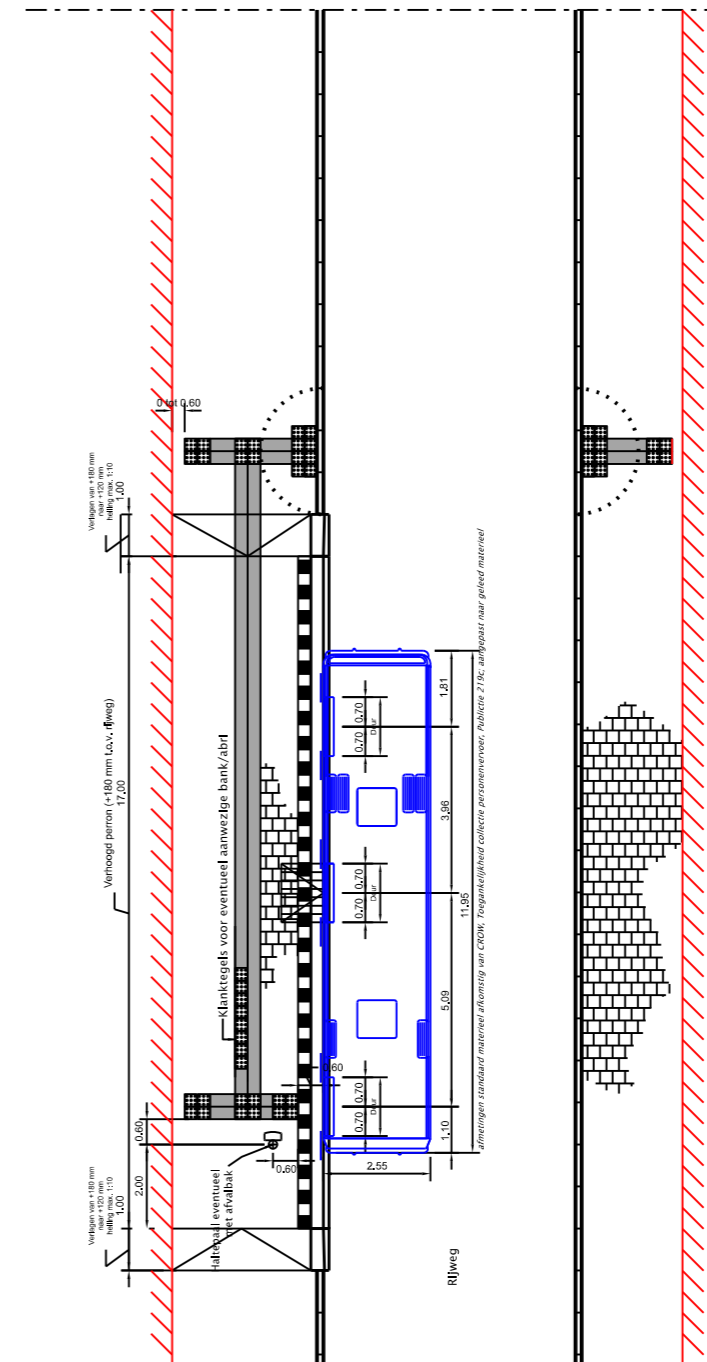 0 tot 0.60
Verlagen van +180 mm
naar +120 mm
helling max. 1:10
1.00
Verhoogd perron (+180 mm t.o.v. rijweg)
17.00
Klanktegels voor eventueel aanwezige bank/abri
0.70
0.70
Deur
1.81
3.96
0.70
0.70
Deur
11.95
5.09
0.60
0.70
0.70
Deur
1.10
afmetingen standaard materieel afkomstig van CROW, Toegankelijkheid collectie personenvervoer, Publictie 219c; aangepast naar geleed materieel
0.60
2.00
0.60
2.55
Haltepaal eventueel
met afvalbak
Verlagen van +180 mm
naar +120 mm
helling max. 1:10
1.00
Rijweg